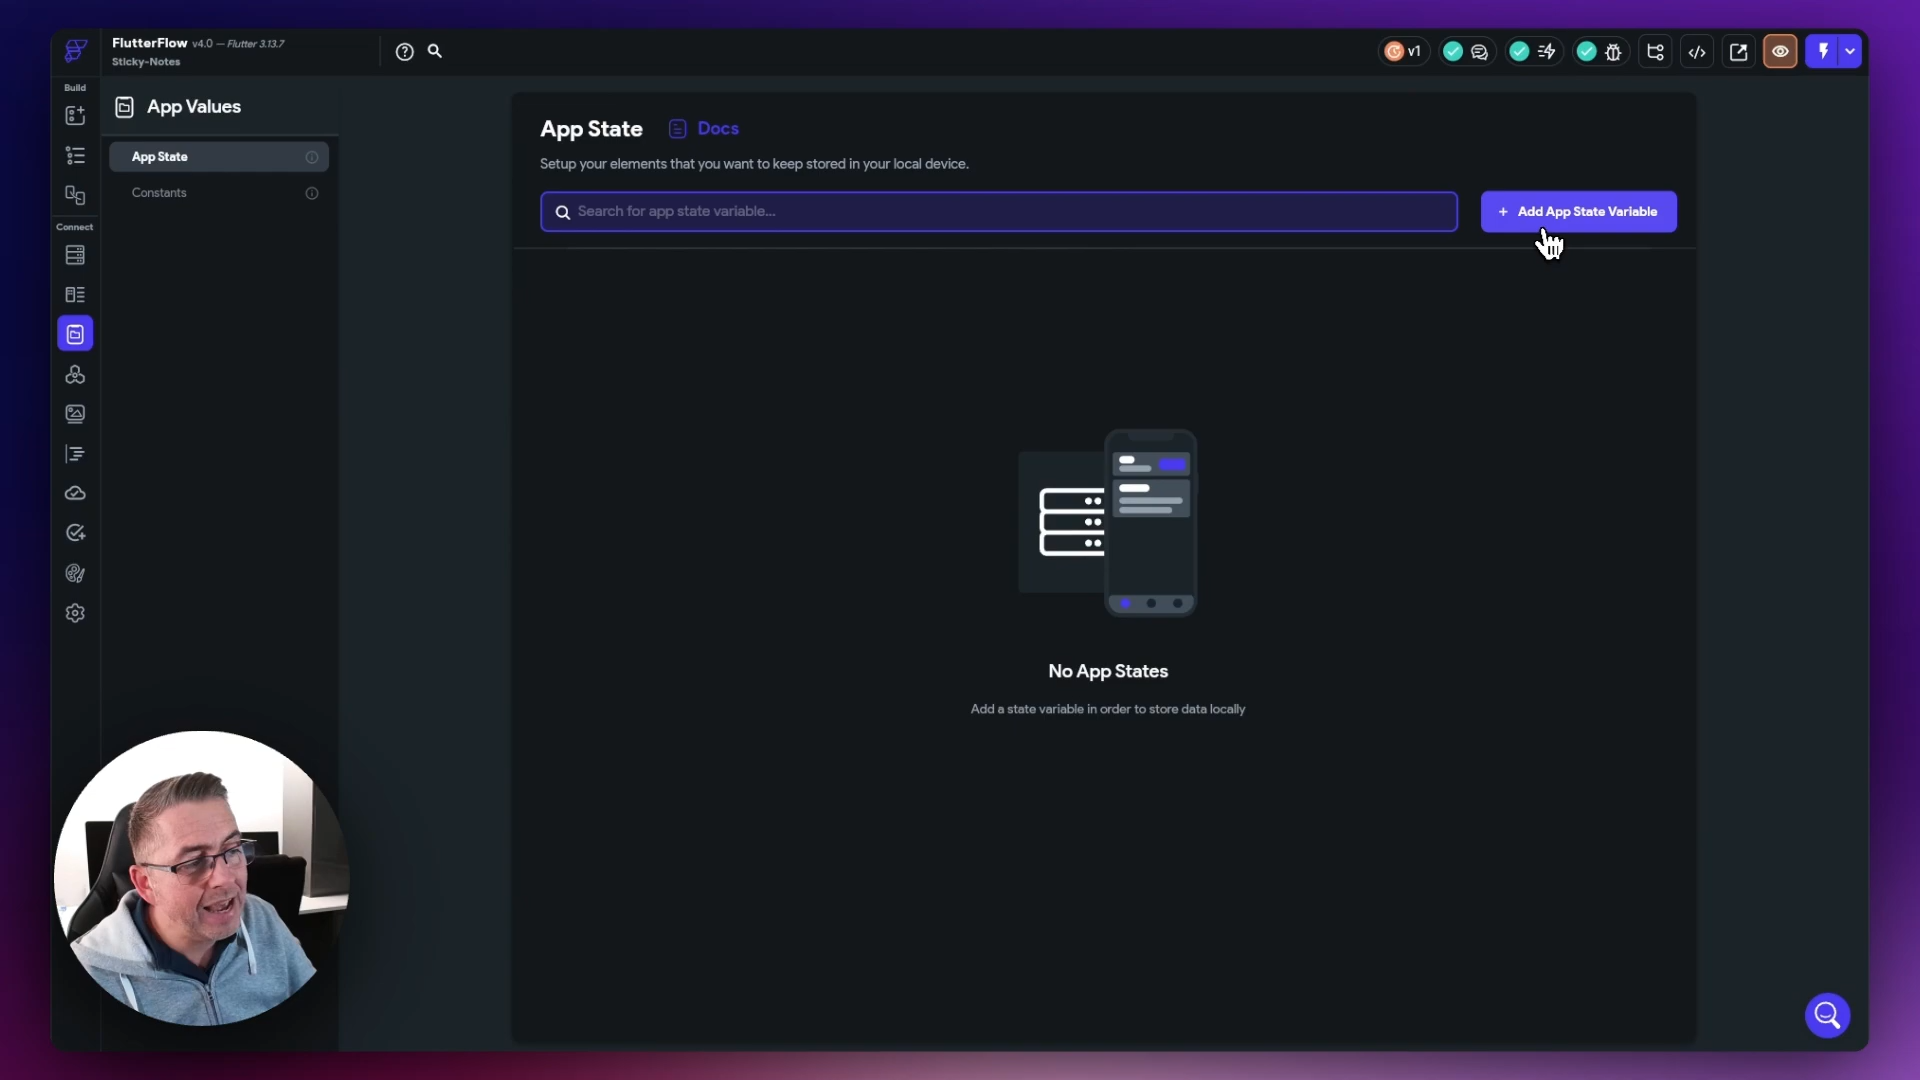 FlutterFlow v4.0 — Flutter 3.13.7
Sticky-Notes
v1
Build
App Values
App State
Constants
Connect
App State
Docs
Setup your elements that you want to keep stored in your local device.
Search for app state variable...
+ Add App State Variable
No App States
Add a state variable in order to store data locally